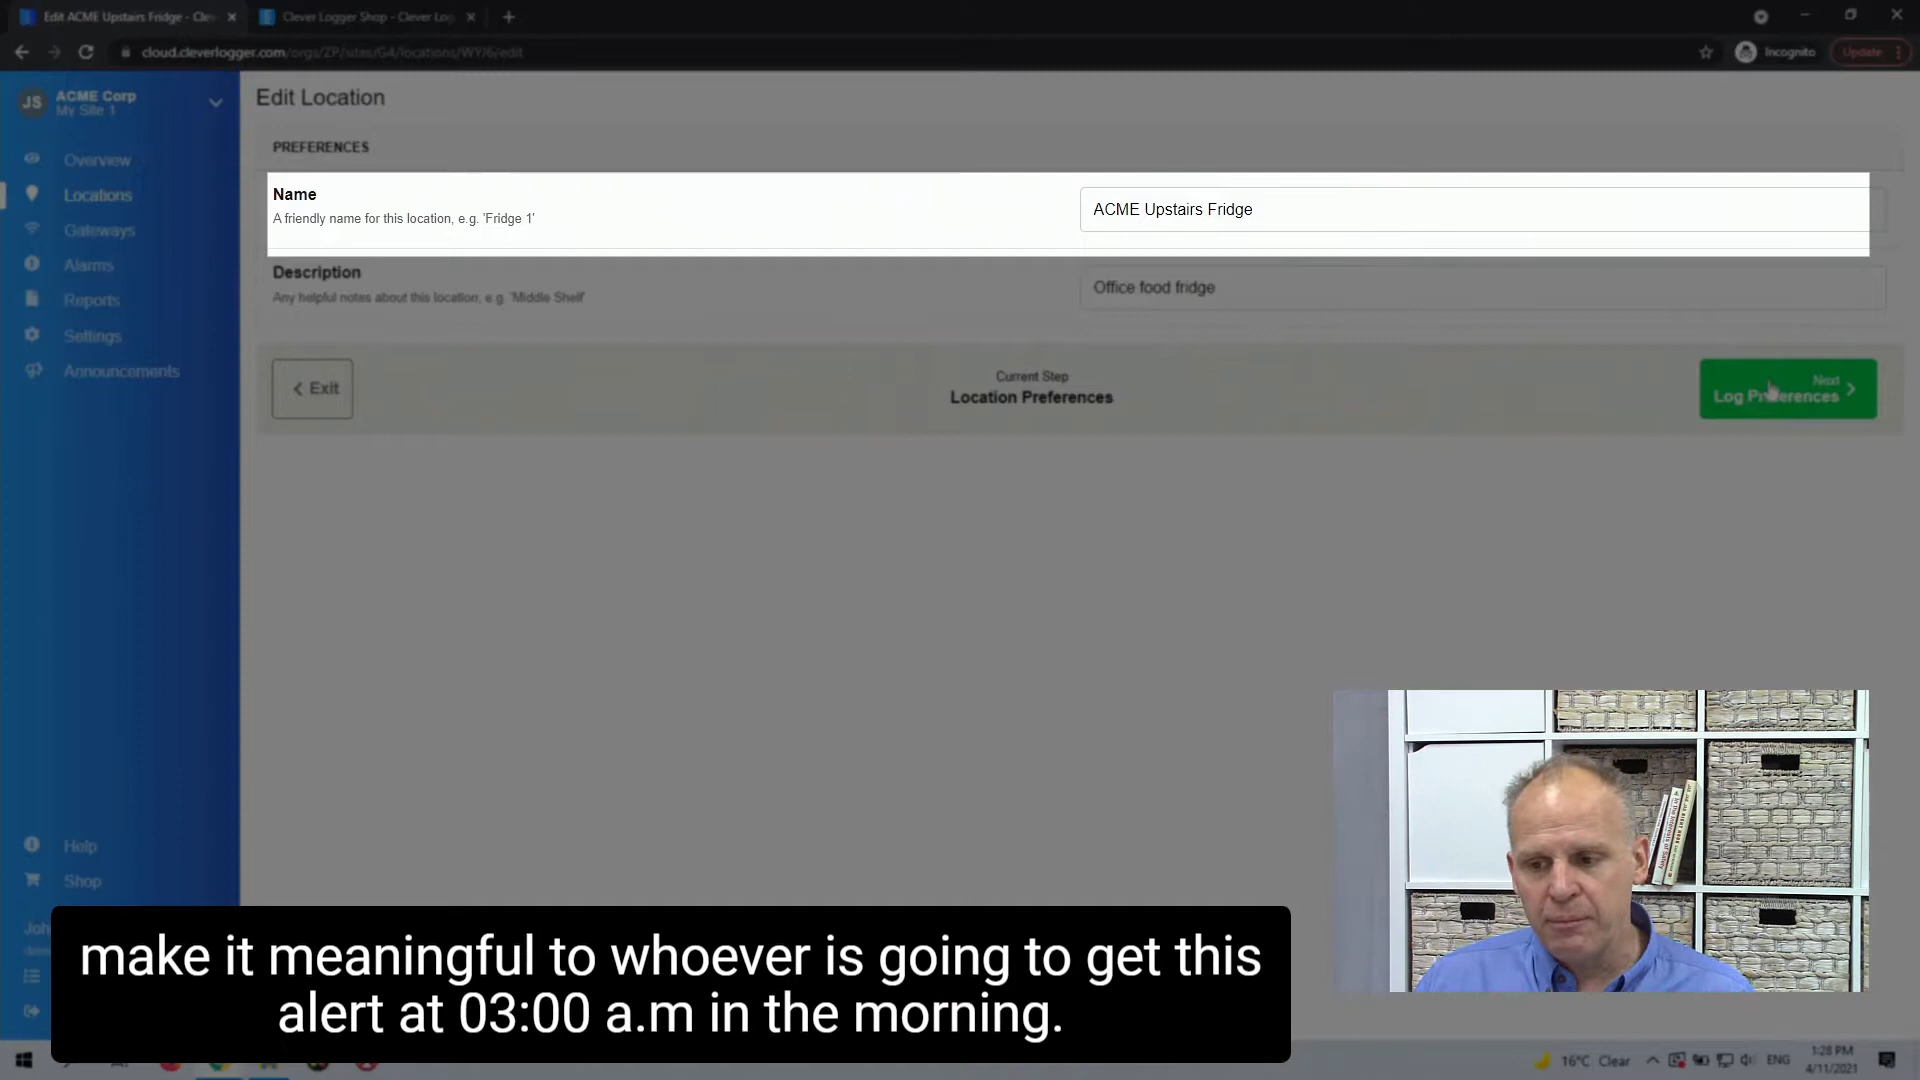 Edit ACME Upstairs Fridge - Cle
Clever Logger Shop - Clever Log
cloud.cleverlogger.com/orgs/ZP/sites/G4/locations/WYJ6/edit
Incognito
Update
JS
ACME Corp
My Site 1
Overview
Locations
Gateways
Alarms
Reports
Settings
Announcements
Help
Shop
Joh
Edit Location
PREFERENCES
Name
A friendly name for this location, e.g. 'Fridge 1'
ACME Upstairs Fridge
Description
Any helpful notes about this location, e.g. 'Middle Shelf'
Office food fridge
Exit
Current Step
Location Preferences
Next
Log Preferences
make it meaningful to whoever is going to get this
alert at 03:00 a.m in the morning.
16°C Clear
ENG
1:28 PM
4/11/2021